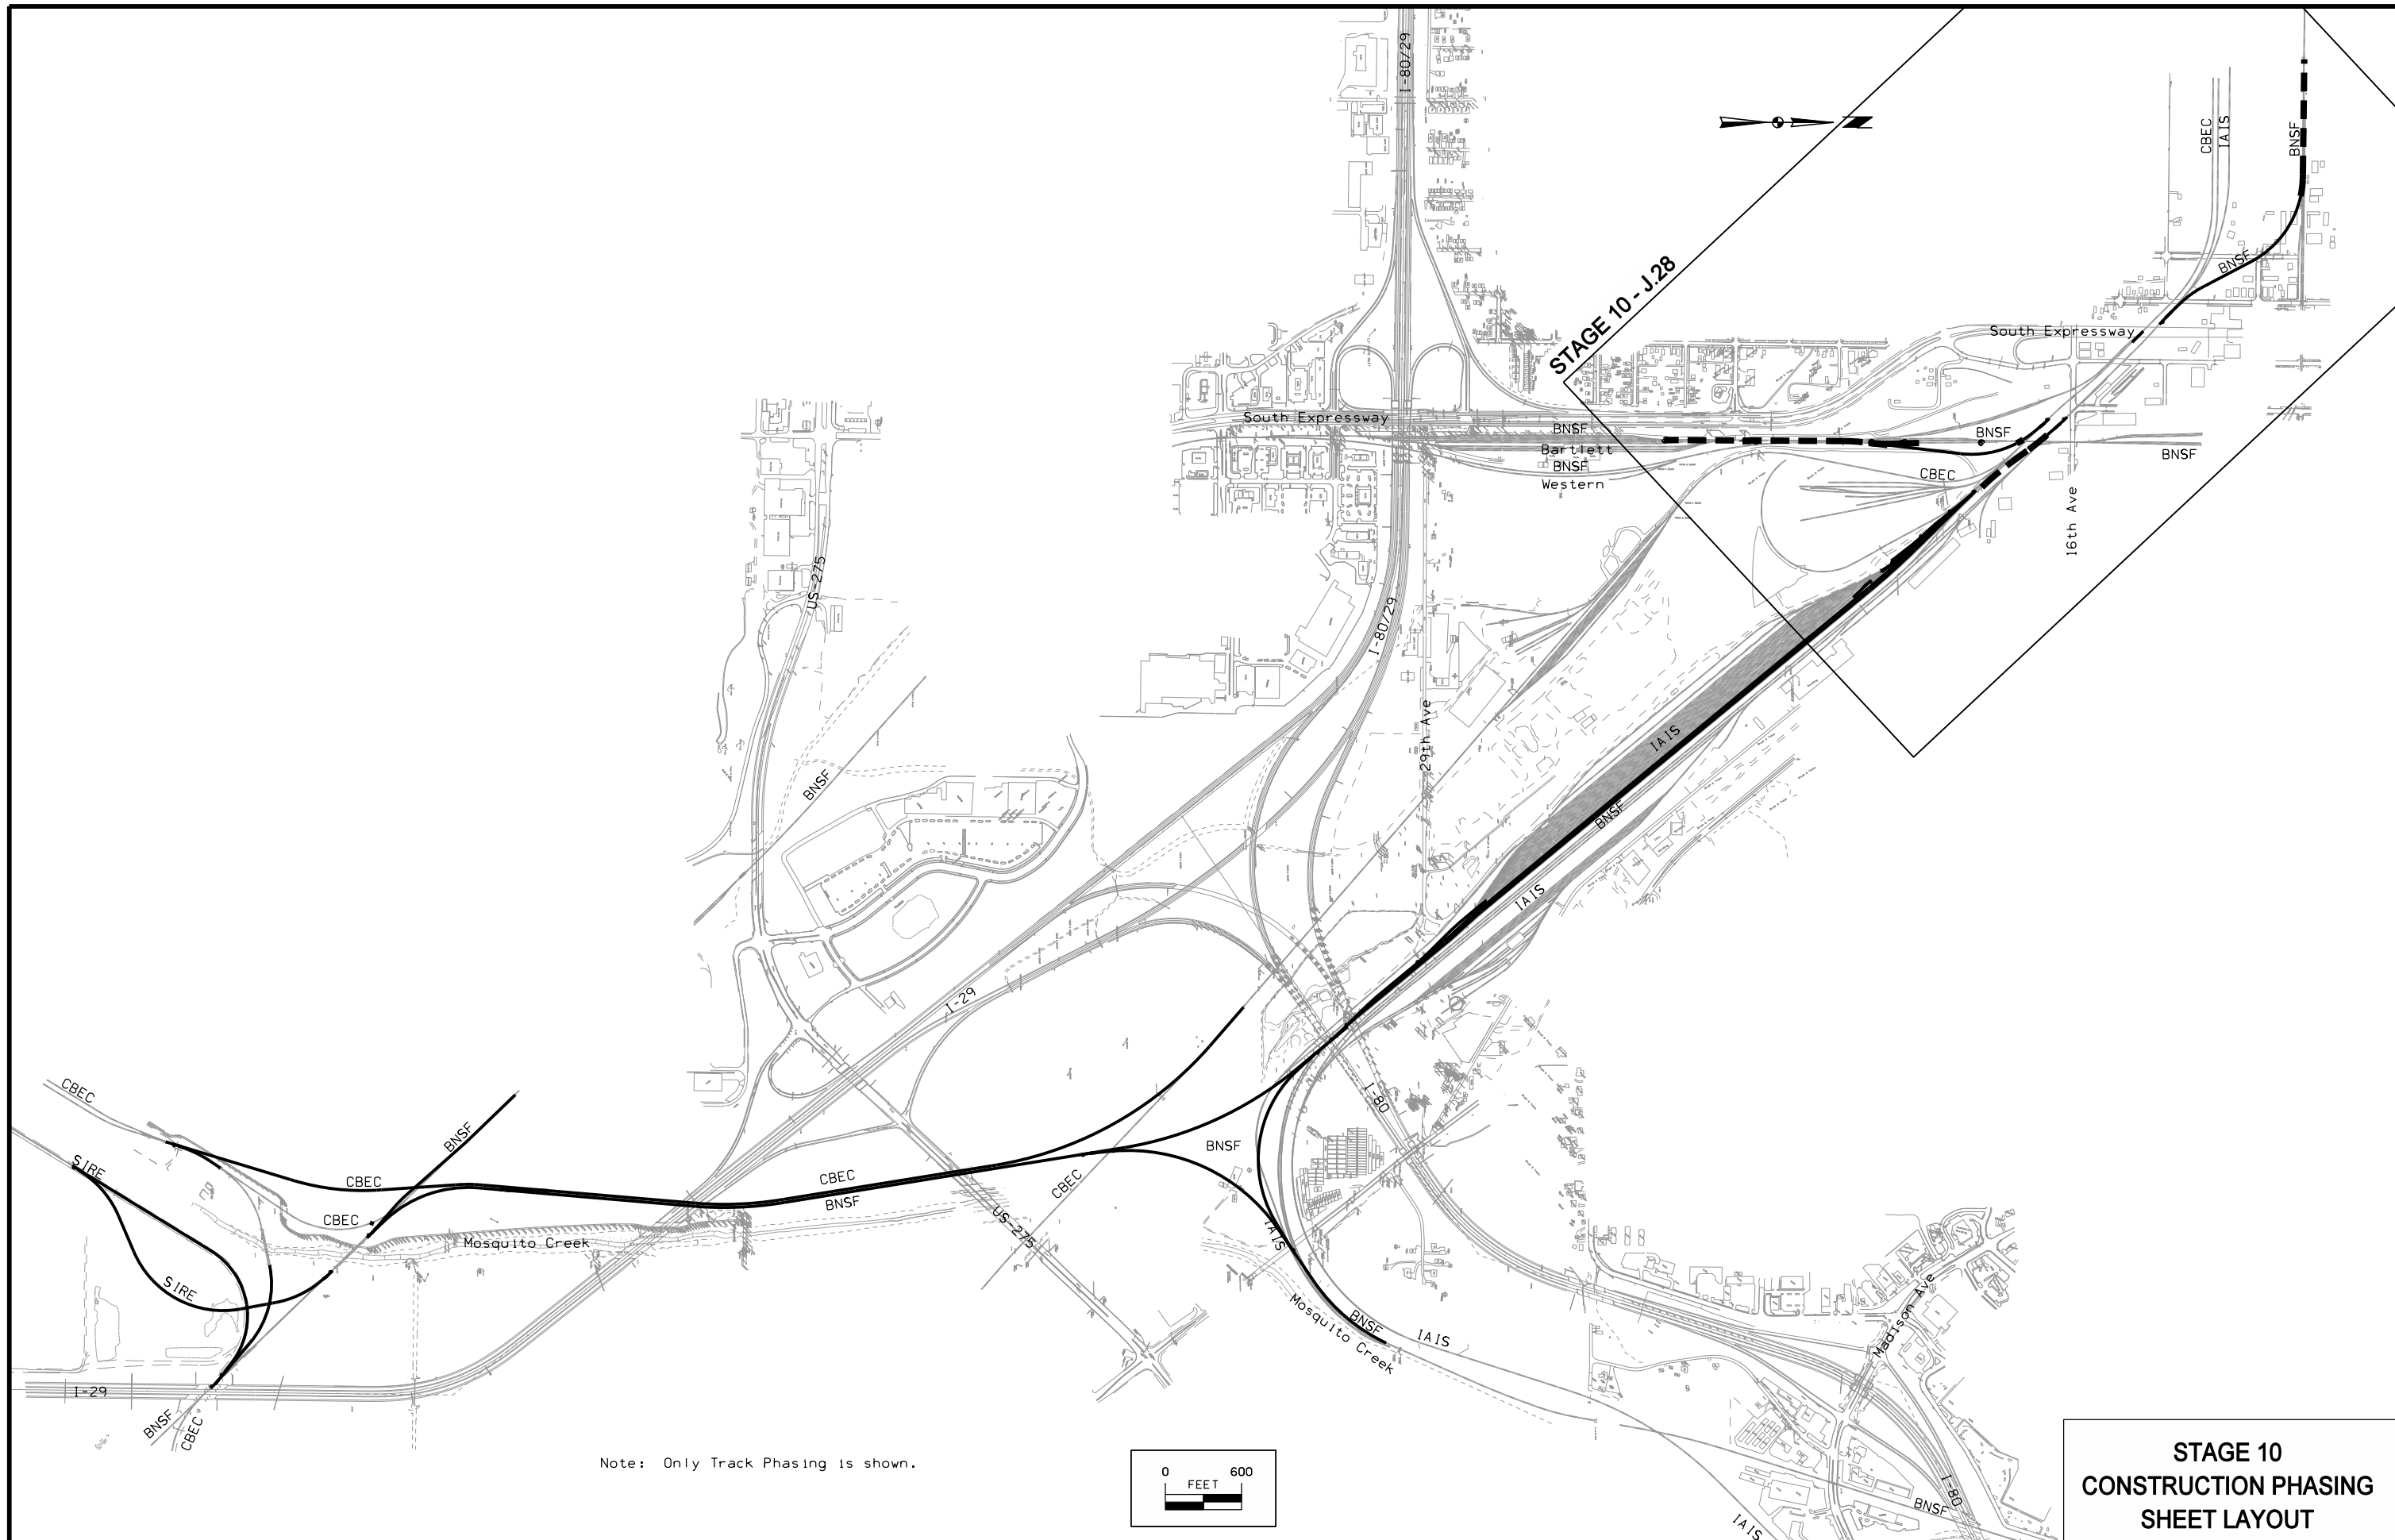 I-80/29
CBEC
IAIS
BNSF
BNSF
STAGE 10 - J.28
South Expressway
South Expressway
BNSF
Bartlett
BNSF
Western
BNSF
BNSF
CBEC
16th Ave
US-275
I-80/29
29th Ave
IAIS
BNSF
BNSF
IAIS
I-29
I-80
CBEC
SIRE
BNSF
CBEC
CBEC
Mosquito Creek
SIRE
CBEC
BNSF
BNSF
CBEC
US-275
IAIS
Mosquito Creek
BNSF
IAIS
Madison Ave
I-29
BNSF
CBEC
I-80
BNSF
IAIS
Note: Only Track Phasing is shown.
0 600
FEET
STAGE 10
CONSTRUCTION PHASING
SHEET LAYOUT